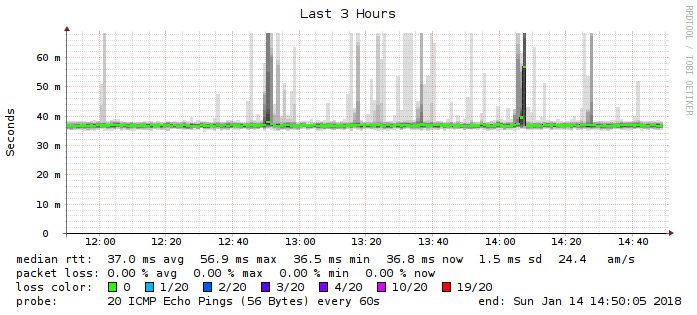 Last 3 Hours
RRDTOOL / TOBI OETIKER
Seconds
60 m
50 m
40 m
30 m
20 m
10 m
0
12:00 12:20 12:40 13:00 13:20 13:40 14:00 14:20 14:40
median rtt: 37.0 ms avg 56.9 ms max 36.5 ms min 36.8 ms now 1.5 ms sd 24.4 am/s
packet loss: 0.00 % avg 0.00 % max 0.00 % min 0.00 % now
loss color: 0 1/20 2/20 3/20 4/20 10/20 19/20
probe: 20 ICMP Echo Pings (56 Bytes) every 60s end: Sun Jan 14 14:50:05 2018